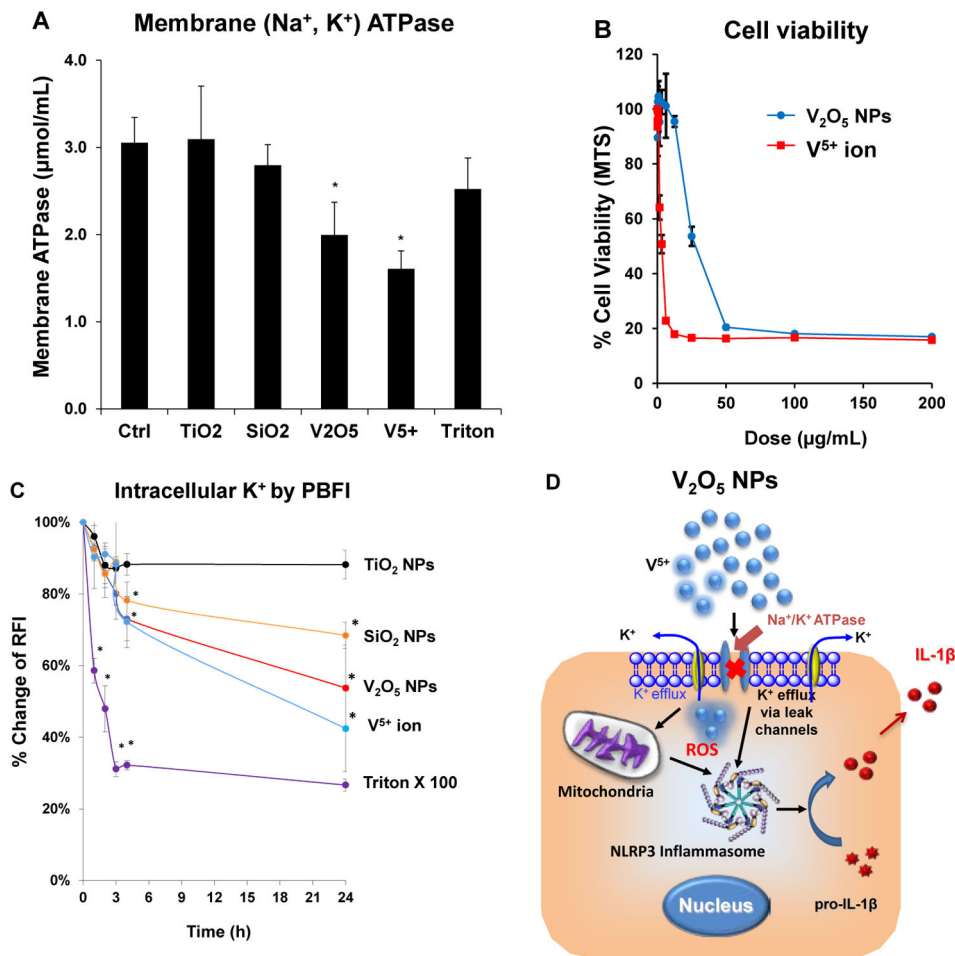 A
Membrane (Na⁺, K⁺) ATPase
Membrane ATPase (µmol/mL)
4.0
3.0
2.0
1.0
0.0
*
*
Ctrl TiO2 SiO2 V2O5 V5+ Triton
B
Cell viability
% Cell Viability (MTS)
120
100
80
60
40
20
0
V₂O₅ NPs
V⁵⁺ ion
0 50 100 150 200
Dose (µg/mL)
C
Intracellular K⁺ by PBFI
% Change of RFI
100%
80%
60%
40%
20%
0%
TiO₂ NPs
*
*
SiO₂ NPs
*
*
V₂O₅ NPs
*
*
V⁵⁺ ion
*
* *
Triton X 100
0 3 6 9 12 15 18 21 24
Time (h)
D
V₂O₅ NPs
V⁵⁺
Na⁺/K⁺ ATPASE
K⁺
K⁺
IL-1β
K⁺ efflux
K⁺ efflux
via leak
channels
ROS
Mitochondria
NLRP3 Inflammasome
pro-IL-1β
Nucleus